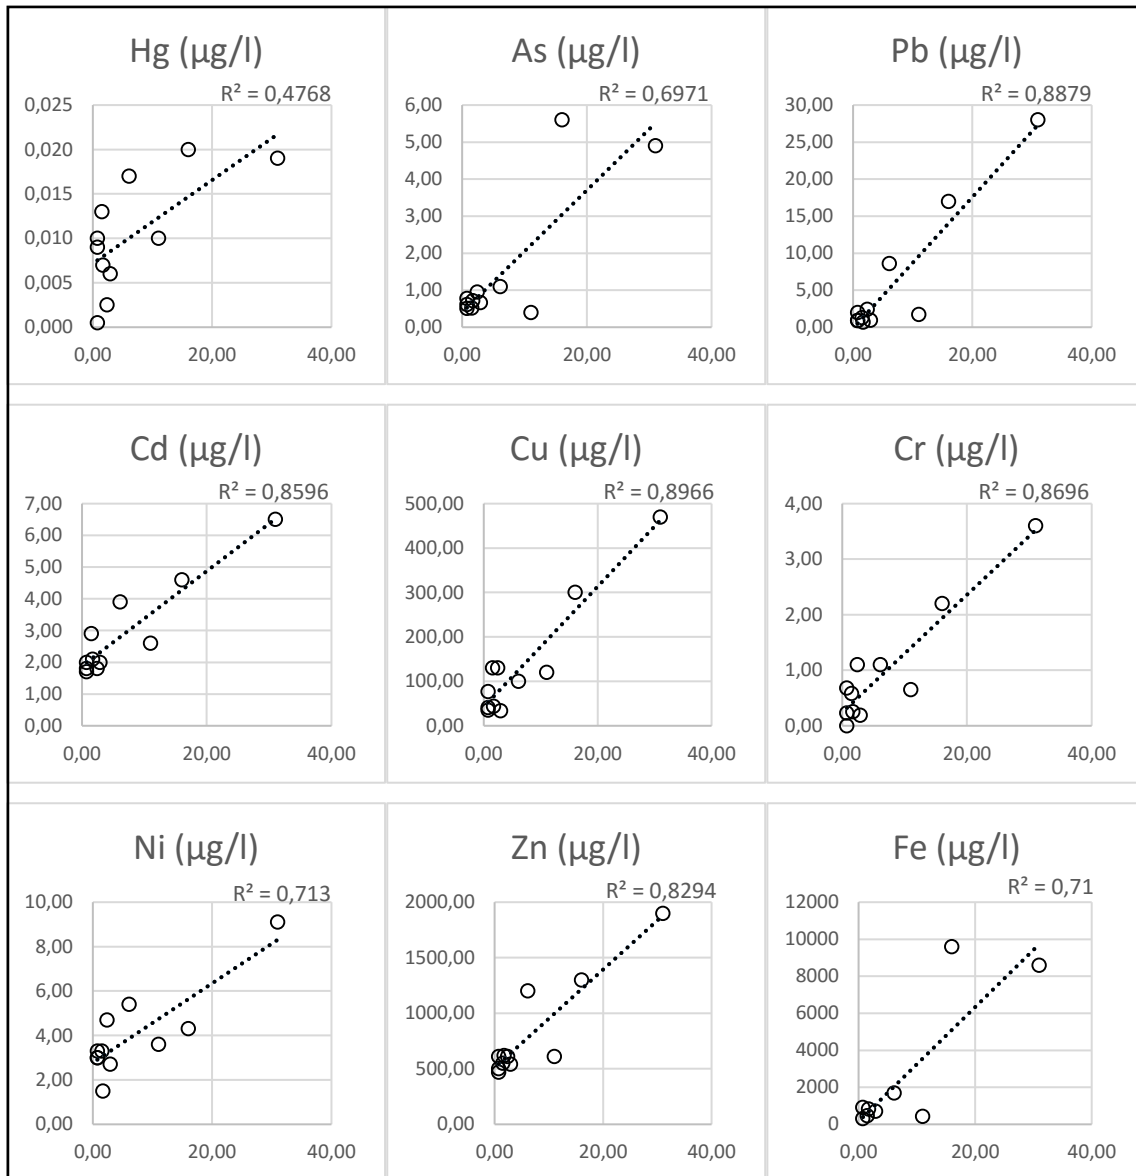 Hg (µg/l)
R² = 0,4768
0,025
0,020
0,015
0,010
0,005
0,000
0,00 20,00 40,00
As (µg/l)
R² = 0,6971
6,00
5,00
4,00
3,00
2,00
1,00
0,00
0,00 20,00 40,00
Pb (µg/l)
R² = 0,8879
30,00
25,00
20,00
15,00
10,00
5,00
0,00
0,00 20,00 40,00
Cd (µg/l)
R² = 0,8596
7,00
6,00
5,00
4,00
3,00
2,00
1,00
0,00
0,00 20,00 40,00
Cu (µg/l)
R² = 0,8966
500,00
400,00
300,00
200,00
100,00
0,00
0,00 20,00 40,00
Cr (µg/l)
R² = 0,8696
4,00
3,00
2,00
1,00
0,00
0,00 20,00 40,00
Ni (µg/l)
R² = 0,713
10,00
8,00
6,00
4,00
2,00
0,00
0,00 20,00 40,00
Zn (µg/l)
R² = 0,8294
2000,00
1500,00
1000,00
500,00
0,00
0,00 20,00 40,00
Fe (µg/l)
R² = 0,71
12000
10000
8000
6000
4000
2000
0
0,00 20,00 40,00